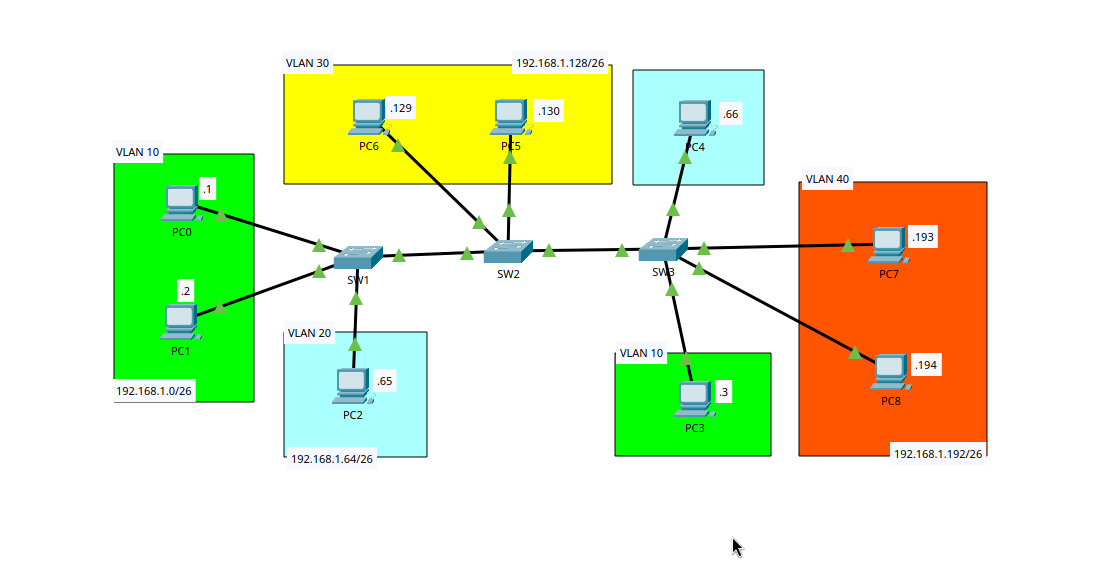 VLAN 30
192.168.1.128/26
.129
PC6
.130
PC5
.66
PC4
VLAN 10
.1
PC0
.2
PC1
192.168.1.0/26
SW1
SW2
SW3
VLAN 40
.193
PC7
.194
PC8
192.168.1.192/26
VLAN 20
.65
PC2
192.168.1.64/26
VLAN 10
.3
PC3